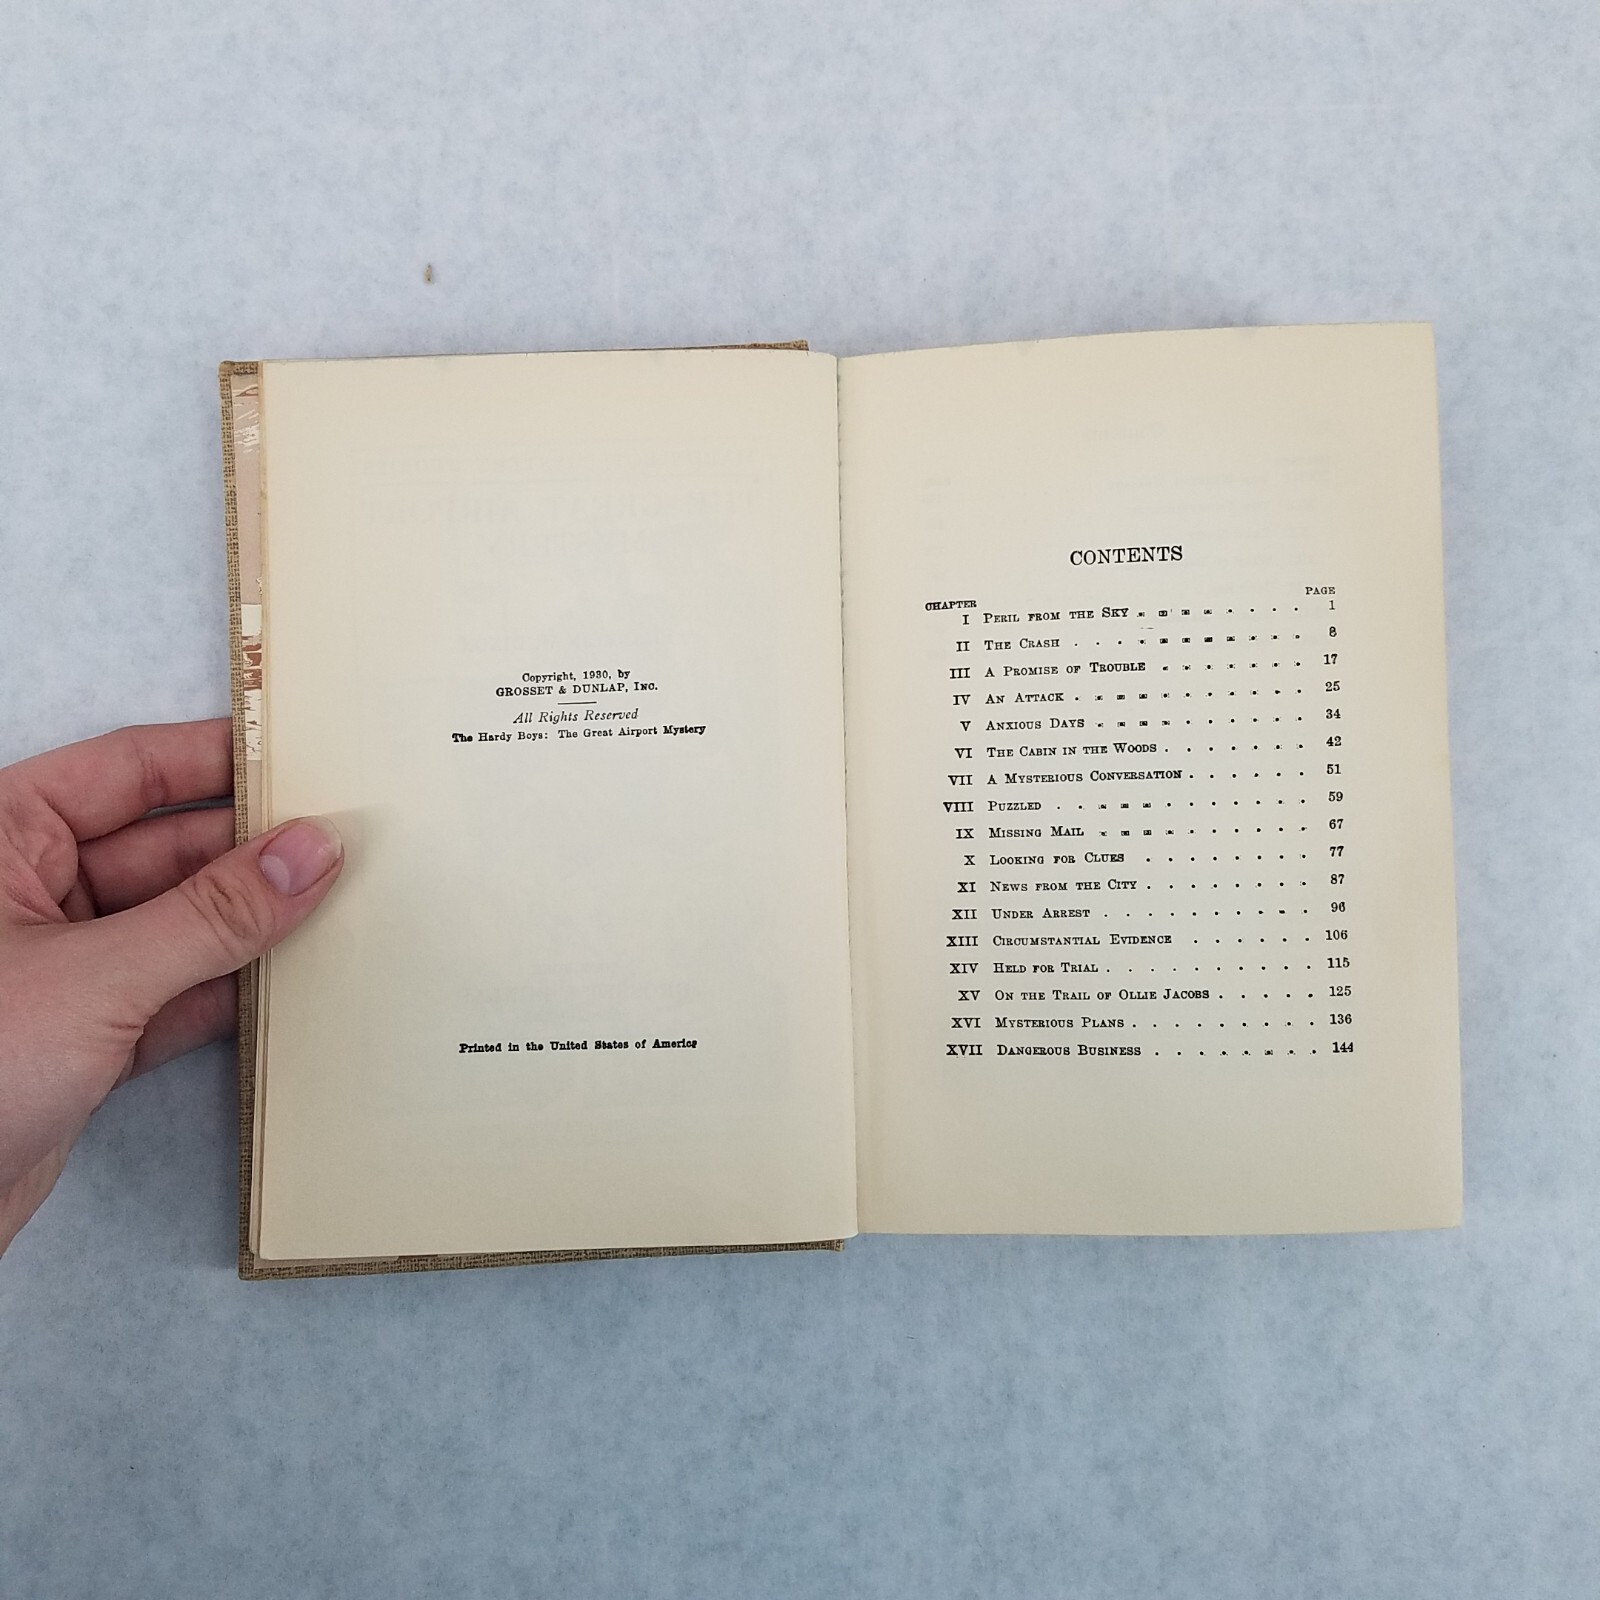 Copyright, 1930, by
GROSSET & DUNLAP, INC.
All Rights Reserved
The Hardy Boys: The Great Airport Mystery
Printed in the United States of America
CONTENTS
CHAPTER PAGE
I PERIL FROM THE SKY . . . . . . . . 1
II THE CRASH . . . . . . . . . . 8
III A PROMISE OF TROUBLE . . . . . . . 17
IV AN ATTACK . . . . . . . . . . 25
V ANXIOUS DAYS . . . . . . . . . 34
VI THE CABIN IN THE WOODS . . . . . . . 42
VII A MYSTERIOUS CONVERSATION . . . . . . 51
VIII PUZZLED . . . . . . . . . . . 59
IX MISSING MAIL . . . . . . . . . 67
X LOOKING FOR CLUES . . . . . . . . 77
XI NEWS FROM THE CITY . . . . . . . . 87
XII UNDER ARREST . . . . . . . . . . 96
XIII CIRCUMSTANTIAL EVIDENCE . . . . . . 106
XIV HELD FOR TRIAL . . . . . . . . . . 115
XV ON THE TRAIL OF OLLIE JACOBS . . . . . 125
XVI MYSTERIOUS PLANS . . . . . . . . . 136
XVII DANGEROUS BUSINESS . . . . . . . . 144